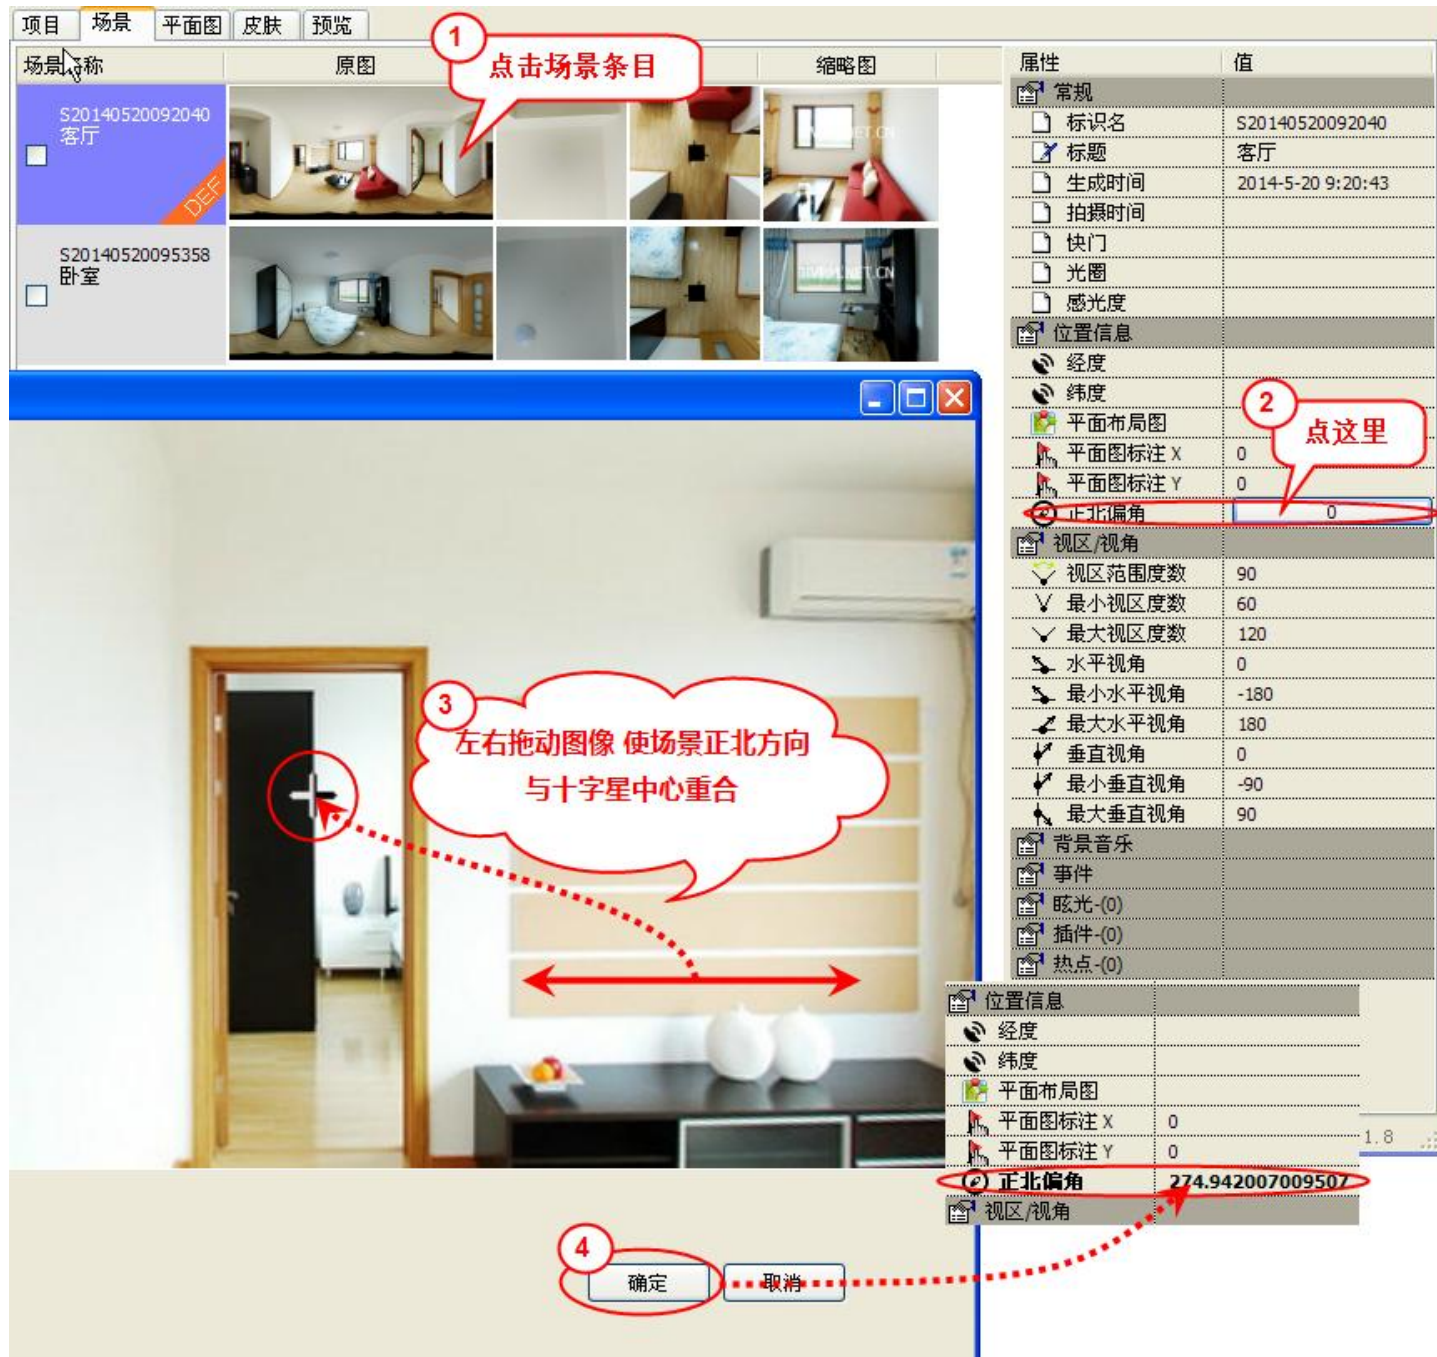 项目 场景 平面图 皮肤 预览
场景名称 原图 缩略图
1
点击场景条目
S20140520092040
客厅
DEF
S20140520095358
卧室
属性 值
常规
标识名 S20140520092040
标题 客厅
生成时间 2014-5-20 9:20:43
拍摄时间
快门
光圈
感光度
位置信息
经度
纬度
平面布局图
平面图标注 X 0
平面图标注 Y 0
正北偏角 0
2
点这里
视区/视角
视区范围度数 90
最小视区度数 60
最大视区度数 120
水平视角 0
最小水平视角 -180
最大水平视角 180
垂直视角 0
最小垂直视角 -90
最大垂直视角 90
背景音乐
事件
眩光-(0)
插件-(0)
热点-(0)
3
左右拖动图像 使场景正北方向
与十字星中心重合
位置信息
经度
纬度
平面布局图
平面图标注 X 0
平面图标注 Y 0
正北偏角 274.942007009507
视区/视角
1.8
4
确定 取消